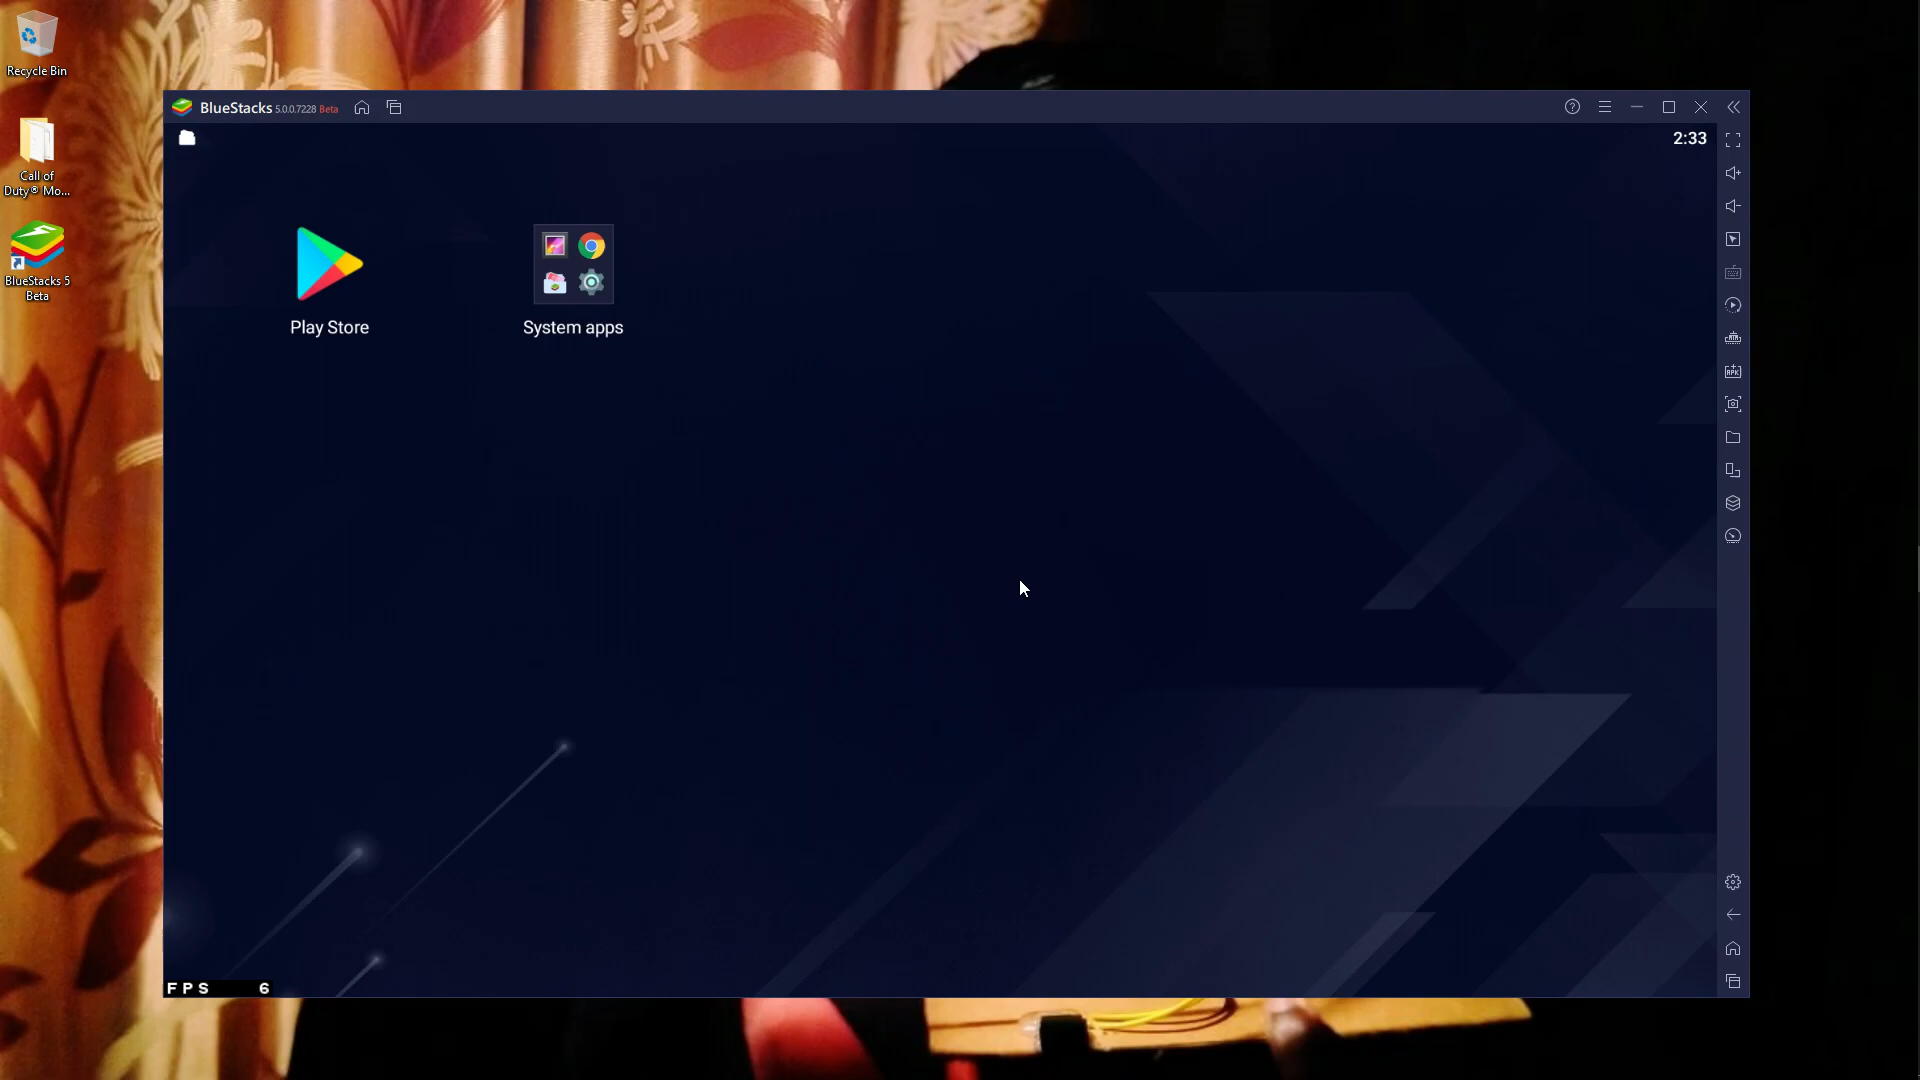 Recycle Bin
Call of
Duty® Mo...
BlueStacks 5
Beta
BlueStacks 5.0.0.7228 Beta
2:33
Play Store
System apps
APK
FPS 6